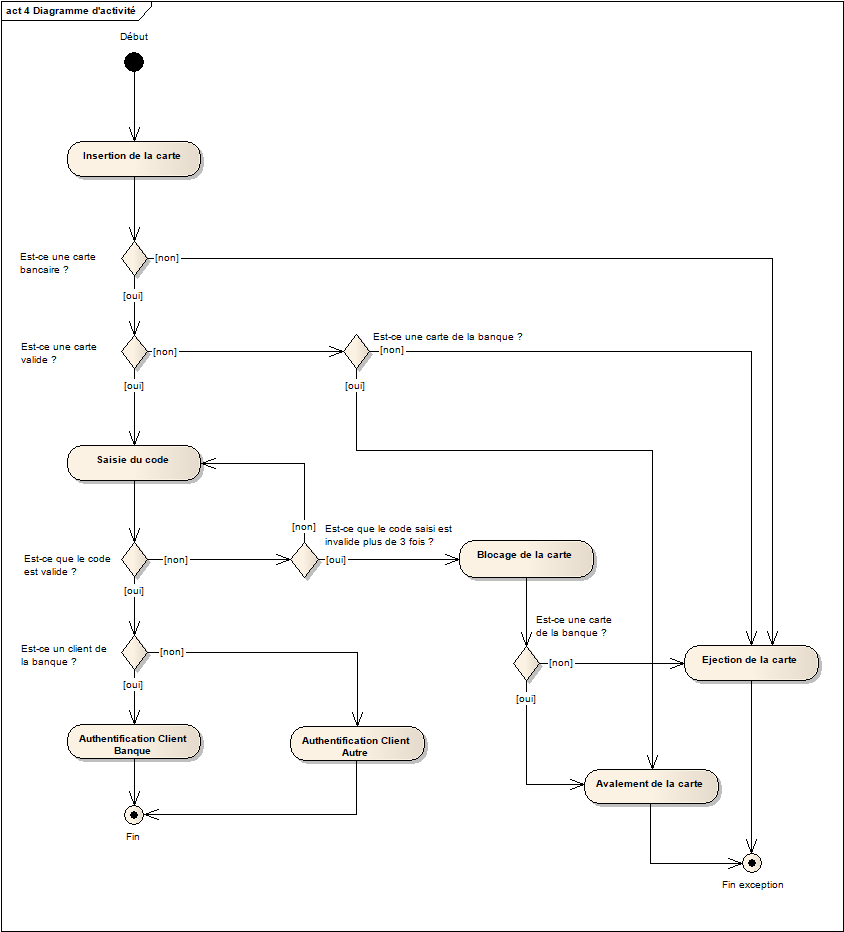 act 4 Diagramme d'activité
Début
Insertion de la carte
Est-ce une carte
bancaire ?
[non]
[oui]
Est-ce une carte
valide ?
[non]
Est-ce une carte de la banque ?
[non]
[oui]
[oui]
Saisie du code
[non]
Est-ce que le code saisi est
invalide plus de 3 fois ?
Est-ce que le code
est valide ?
[non]
[oui]
Blocage de la carte
[oui]
Est-ce une carte
de la banque ?
Est-ce un client de
la banque ?
[non]
[non]
Ejection de la carte
[oui]
[oui]
Authentification Client
Banque
Authentification Client
Autre
Avalement de la carte
Fin
Fin exception